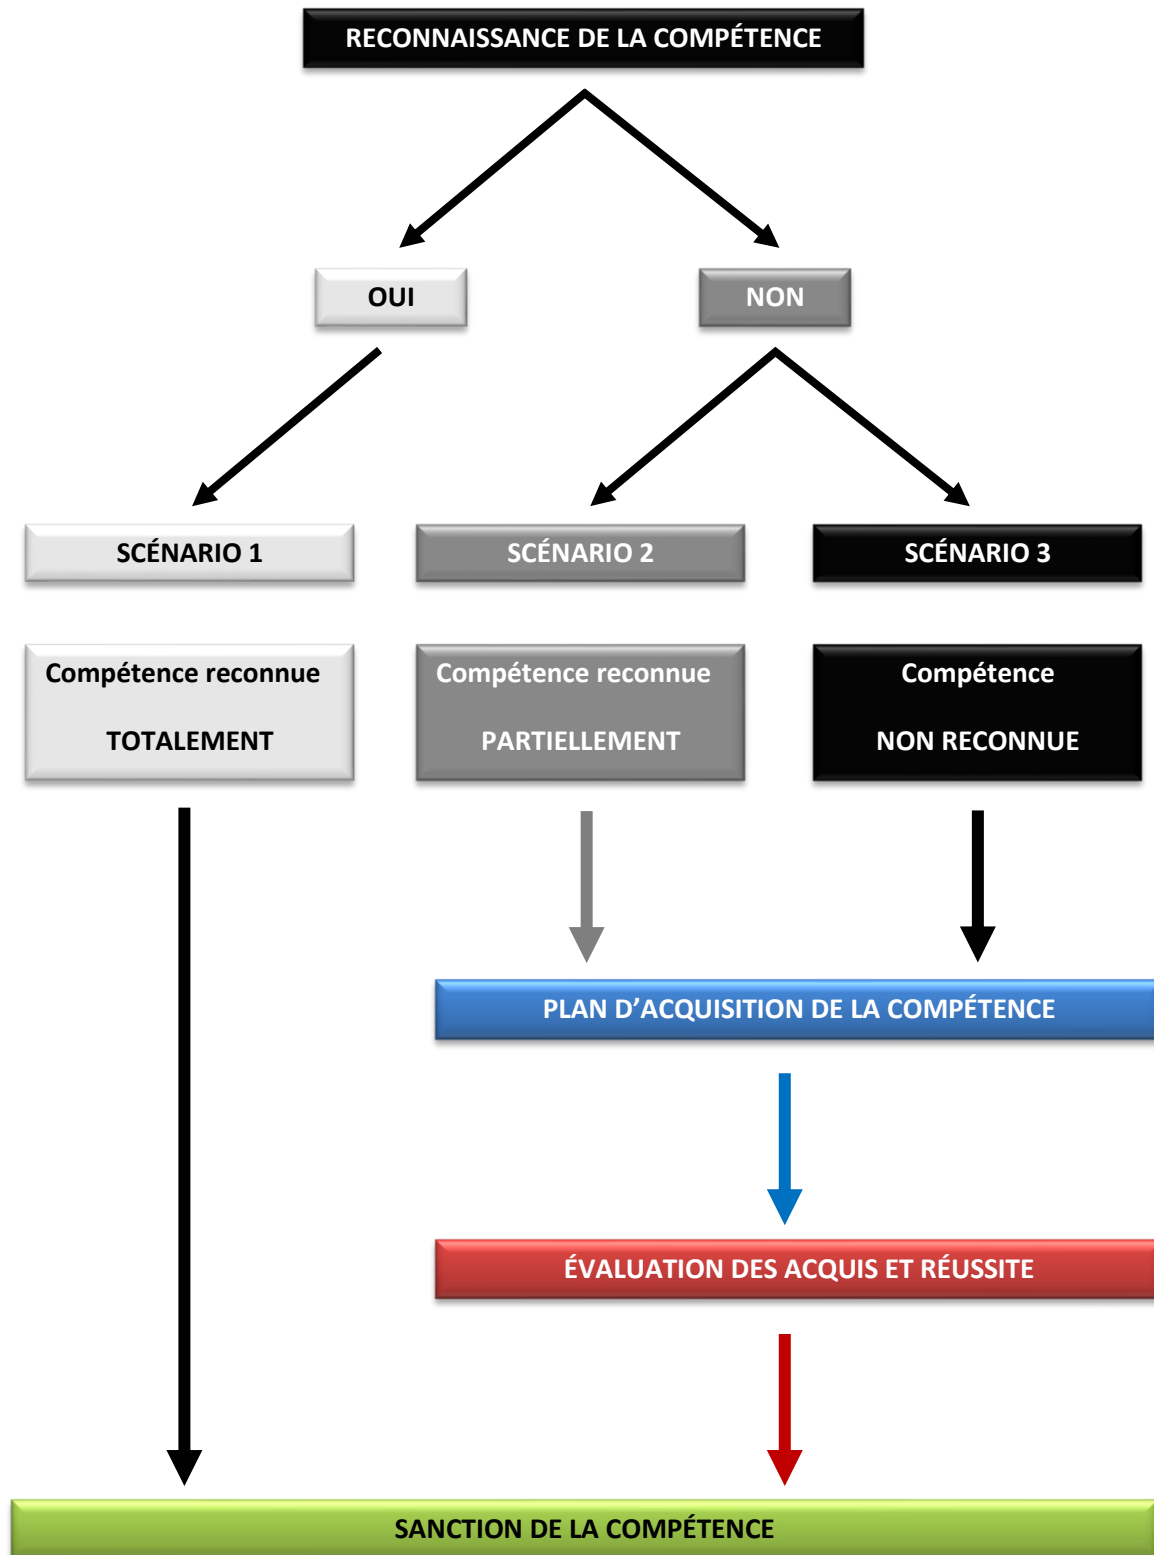 RECONNAISSANCE DE LA COMPÉTENCE
OUI
NON
SCÉNARIO 1
SCÉNARIO 2
SCÉNARIO 3
Compétence reconnue
TOTALEMENT
Compétence reconnue
PARTIELLEMENT
Compétence
NON RECONNUE
PLAN D’ACQUISITION DE LA COMPÉTENCE
ÉVALUATION DES ACQUIS ET RÉUSSITE
SANCTION DE LA COMPÉTENCE